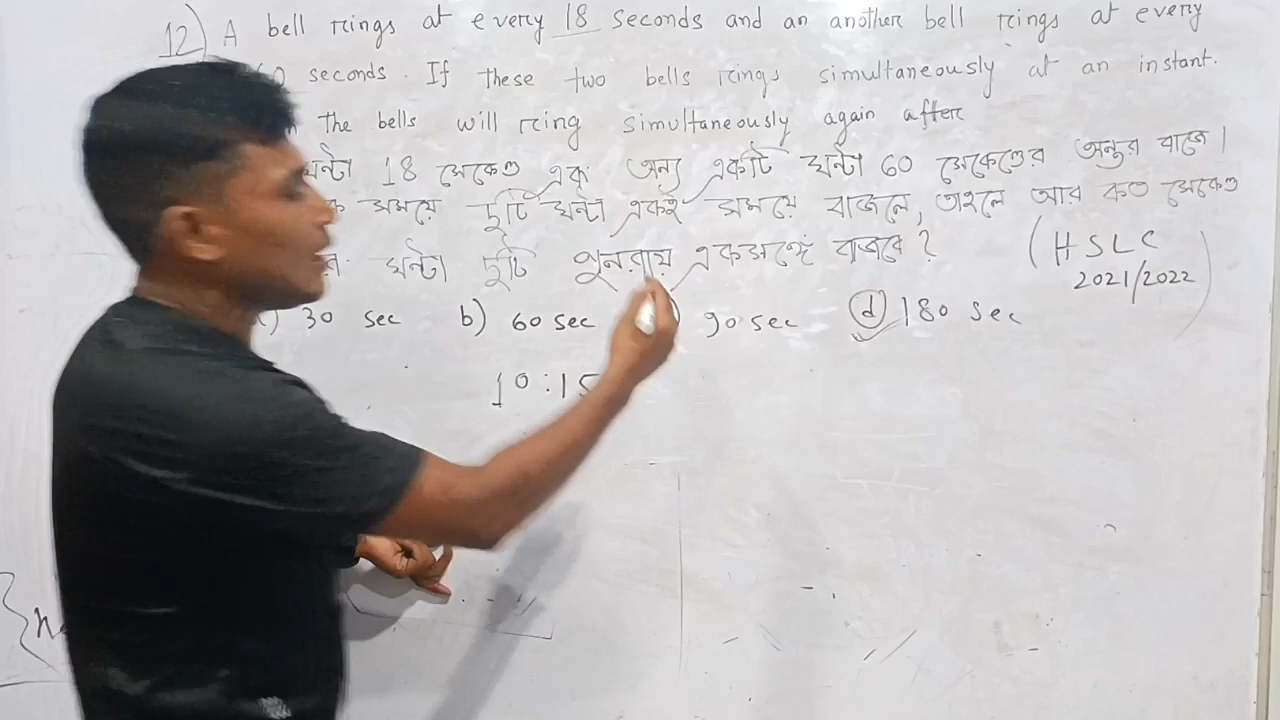 12) A bell rings at every 18 seconds and an another bell rings at every
60 seconds. If these two bells rings simultaneously at an instant.
The bells will ring simultaneously again after
ঘন্টা 18 সেকেণ্ড এবং অন্য একটি ঘন্টা 60 সেকেণ্ডের অন্তর বাজে।
সময়ে দুটি ঘন্টা একই সময়ে বাজলে, তাহলে আর কত সেকেণ্ড
ঘন্টা দুটি পুনরায় একসঙ্গে বাজবে?
(HSLC
2021/2022)
30 sec b) 60 sec 90 sec (d) 180 sec
10:15